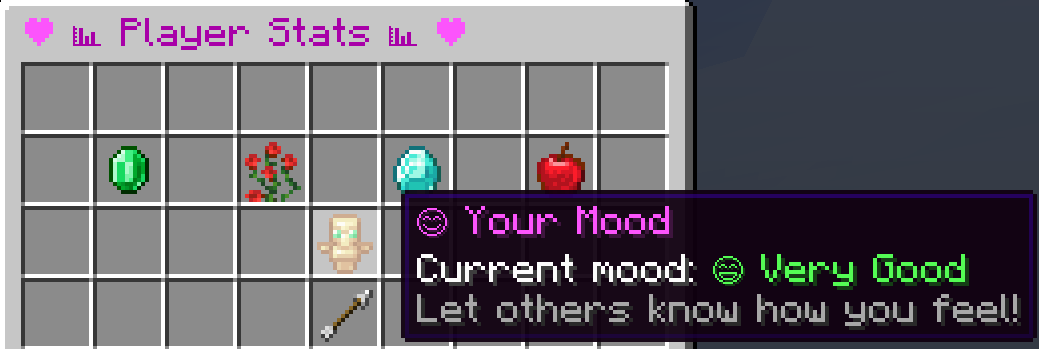 💗 📊 Player Stats 📊 💗
😊 Your Mood
Current mood: 😄 Very Good
Let others know how you feel!